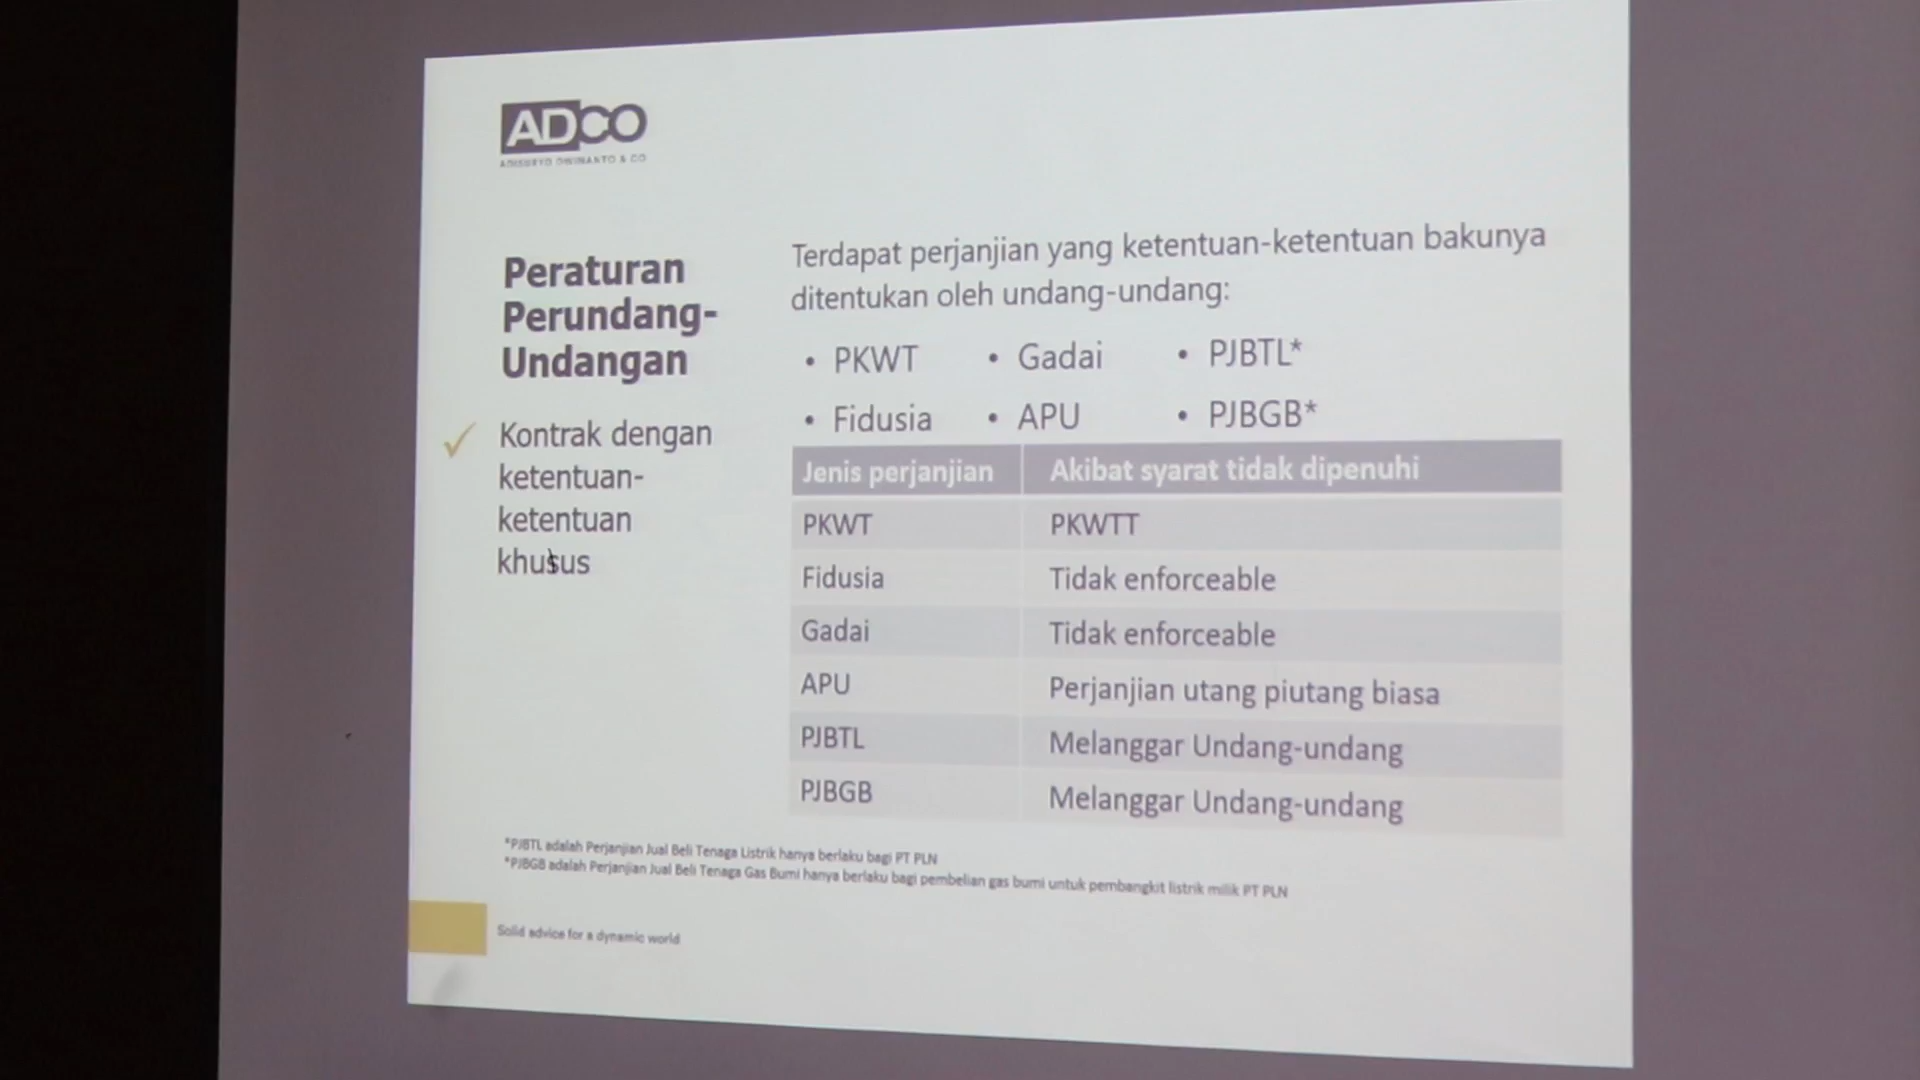 ADCO
ADISURYO DWINANTO & CO
Peraturan
Perundang-
Undangan
✓ Kontrak dengan
ketentuan-
ketentuan
khusus
Terdapat perjanjian yang ketentuan-ketentuan bakunya
ditentukan oleh undang-undang:
• PKWT • Gadai • PJBTL*
• Fidusia • APU • PJBGB*
Jenis perjanjian Akibat syarat tidak dipenuhi
PKWT PKWTT
Fidusia Tidak enforceable
Gadai Tidak enforceable
APU Perjanjian utang piutang biasa
PJBTL Melanggar Undang-undang
PJBGB Melanggar Undang-undang
*PJBTL adalah Perjanjian Jual Beli Tenaga Listrik hanya berlaku bagi PT PLN
*PJBGB adalah Perjanjian Jual Beli Tenaga Gas Bumi hanya berlaku bagi pembelian gas bumi untuk pembangkit listrik milik PT PLN
Solid advice for a dynamic world